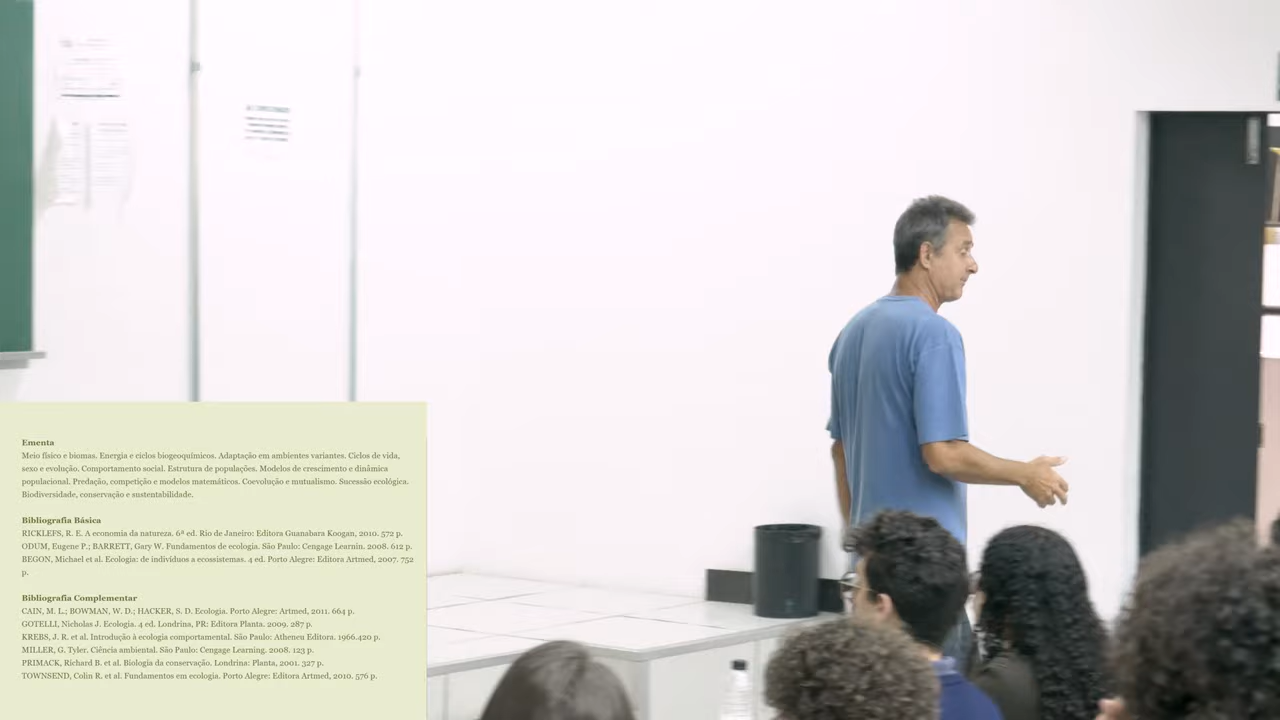 Ementa
Meio físico e biomas. Energia e ciclos biogeoquímicos. Adaptação em ambientes variantes. Ciclos de vida,
sexo e evolução. Comportamento social. Estrutura de populações. Modelos de crescimento e dinâmica
populacional. Predação, competição e modelos matemáticos. Coevolução e mutualismo. Sucessão ecológica.
Biodiversidade, conservação e sustentabilidade.
Bibliografia Básica
RICKLEFS, R. E. A economia da natureza. 6ª ed. Rio de Janeiro: Editora Guanabara Koogan, 2010. 572 p.
ODUM, Eugene P.; BARRETT, Gary W. Fundamentos de ecologia. São Paulo: Cengage Learnin. 2008. 612 p.
BEGON, Michael et al. Ecologia: de indivíduos a ecossistemas. 4 ed. Porto Alegre: Editora Artmed, 2007. 752
p.
Bibliografia Complementar
CAIN, M. L.; BOWMAN, W. D.; HACKER, S. D. Ecologia. Porto Alegre: Artmed, 2011. 664 p.
GOTELLI, Nicholas J. Ecologia. 4 ed. Londrina, PR: Editora Planta. 2009. 287 p.
KREBS, J. R. et al. Introdução à ecologia comportamental. São Paulo: Atheneu Editora. 1966.420 p.
MILLER, G. Tyler. Ciência ambiental. São Paulo: Cengage Learning. 2008. 123 p.
PRIMACK, Richard B. et al. Biologia da conservação. Londrina: Planta, 2001. 327 p.
TOWNSEND, Colin R. et al. Fundamentos em ecologia. Porto Alegre: Editora Artmed, 2010. 576 p.